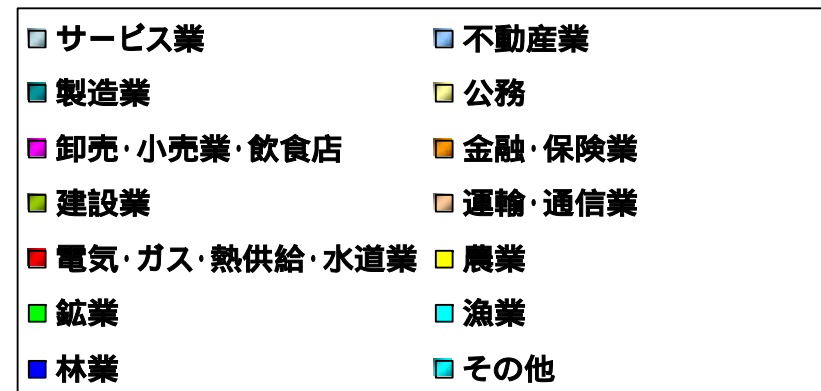 サービス業 不動産業
製造業 公務
卸売・小売業・飲食店 金融・保険業
建設業 運輸・通信業
電気・ガス・熱供給・水道業 農業
鉱業 漁業
林業 その他